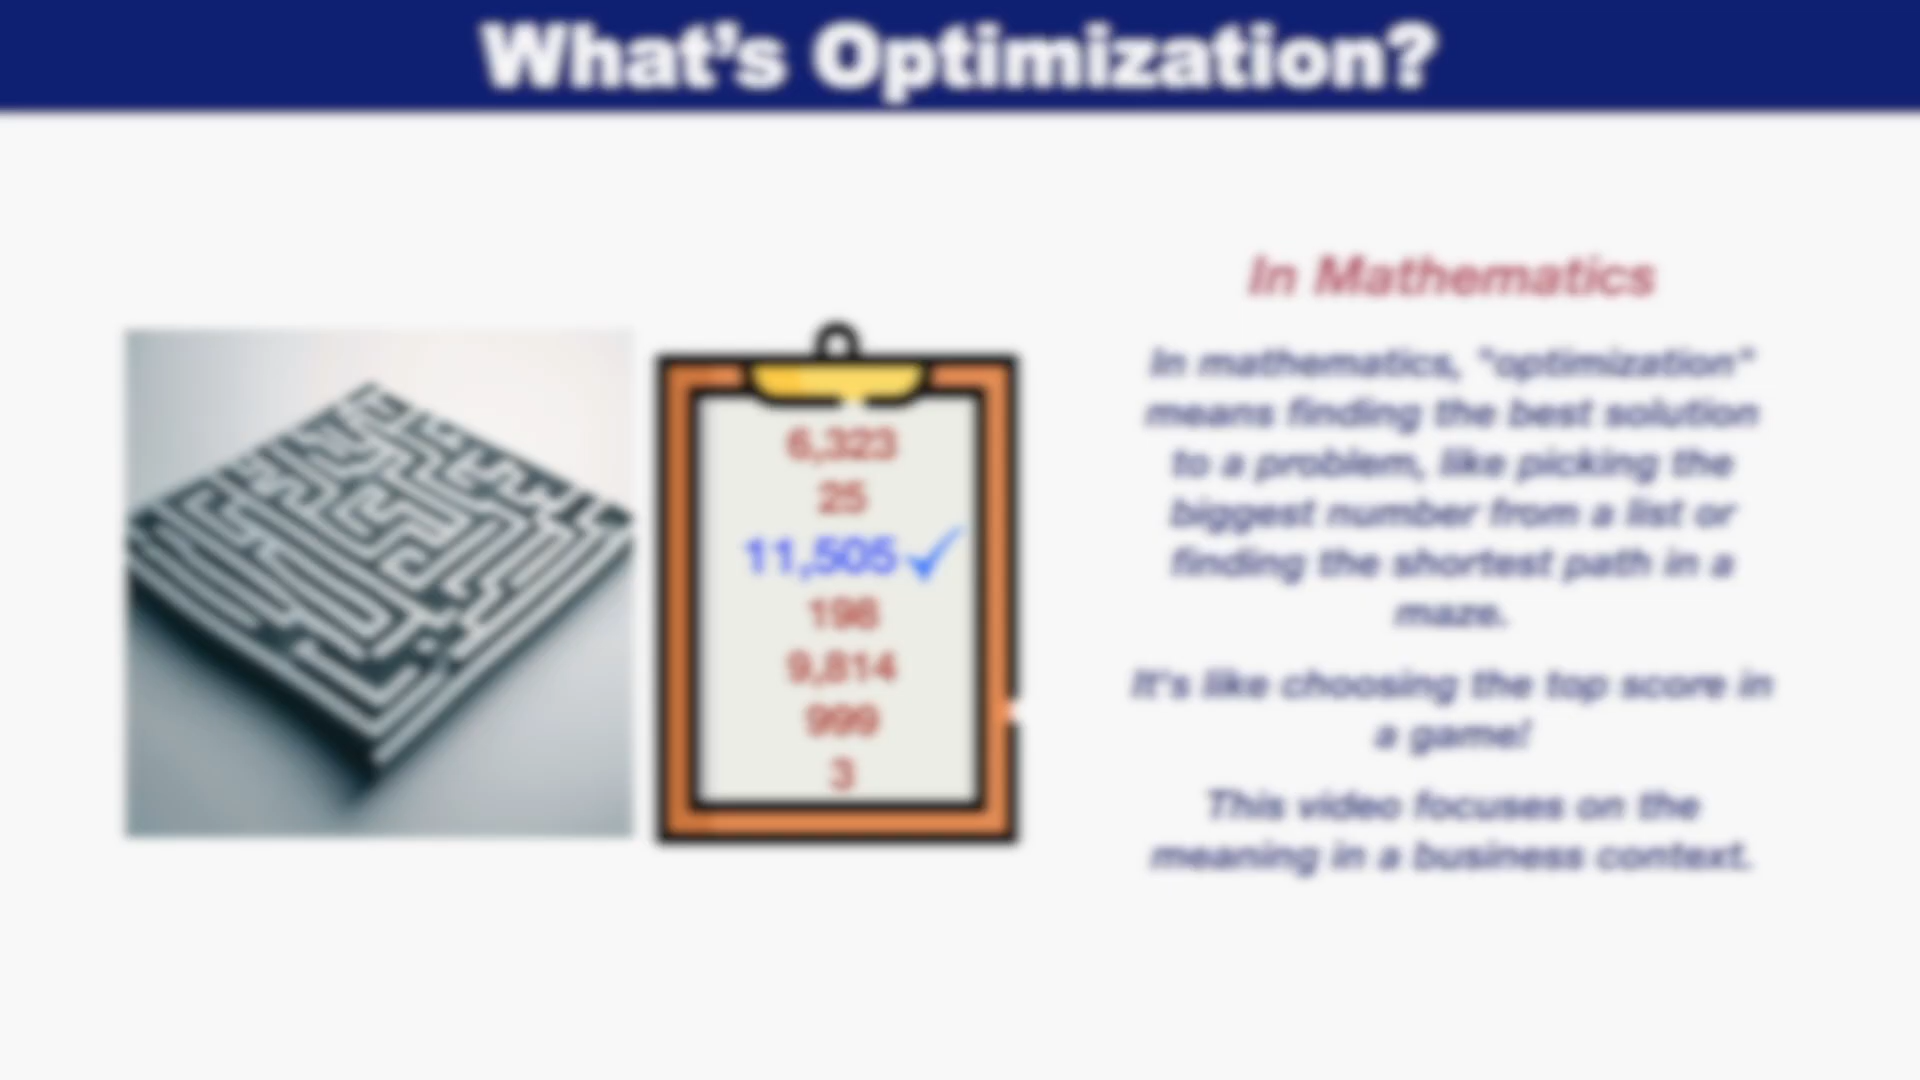 What's Optimization?
6,323
25
11,505
198
9,814
999
3
In Mathematics
In mathematics, "optimization"
means finding the best solution
to a problem, like picking the
biggest number from a list or
finding the shortest path in a
maze.
It's like choosing the top score in
a game!
This video focuses on the
meaning in a business context.